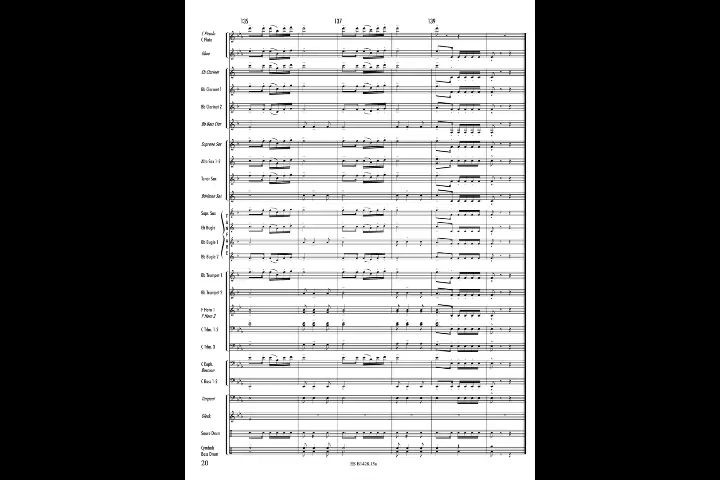 135 137 139
C Piccolo
C Flute
Oboe
Eb Clarinet
Bb Clarinet 1
Bb Clarinet 2
Bb Bass Clar
Soprano Sax
Alto Sax 1-2
Tenor Sax
Baritone Sax
Sopr. Sax
Eb Bugle
Bb Bugle 1
Bb Bugle 2
Bb Trumpet 1
Bb Trumpet 2
F Horn 1
F Horn 2
C Trbn. 1-2
C Trbn. 3
C Euph.
Bassoon
C Bass 1-2
Timpani
Glock.
Snare Drum
Cymbals
Bass Drum
20